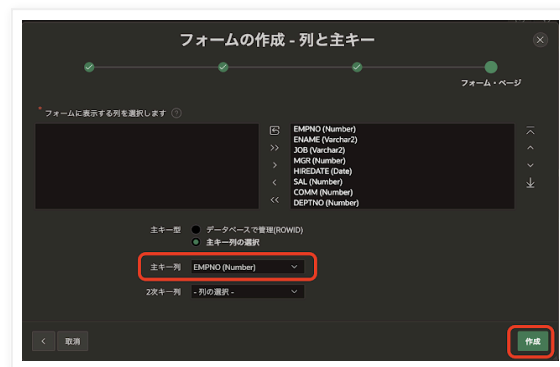 フォームの作成 - 列と主キー
フォーム・ページ
* フォームに表示する列を選択します
EMPNO (Number)
ENAME (Varchar2)
JOB (Varchar2)
MGR (Number)
HIREDATE (Date)
SAL (Number)
COMM (Number)
DEPTNO (Number)
主キー型 データベースで管理(ROWID)
主キー列の選択
主キー列 EMPNO (Number)
2次キー列 - 列の選択 -
取消 作成